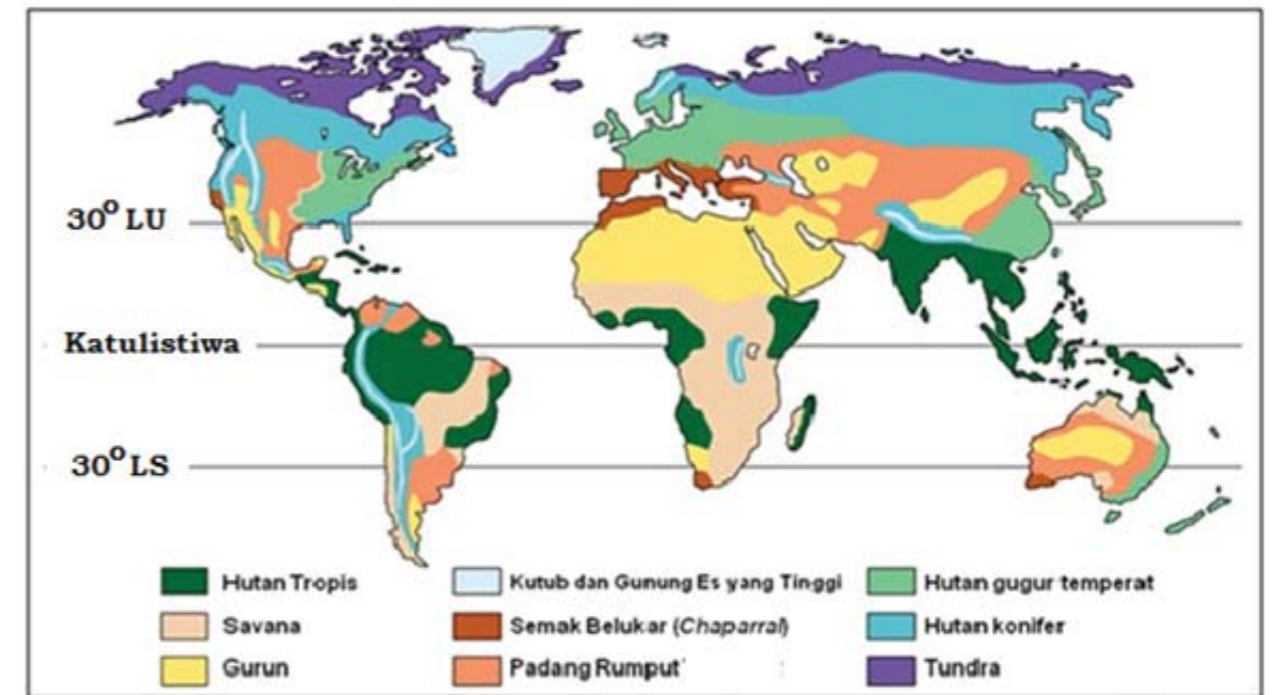 30° LU
Katulistiwa
30° LS
Hutan Tropis
Kutub dan Gunung Es yang Tinggi
Hutan gugur temperat
Savana
Semak Belukar (Chaparral)
Hutan konifer
Gurun
Padang Rumput
Tundra